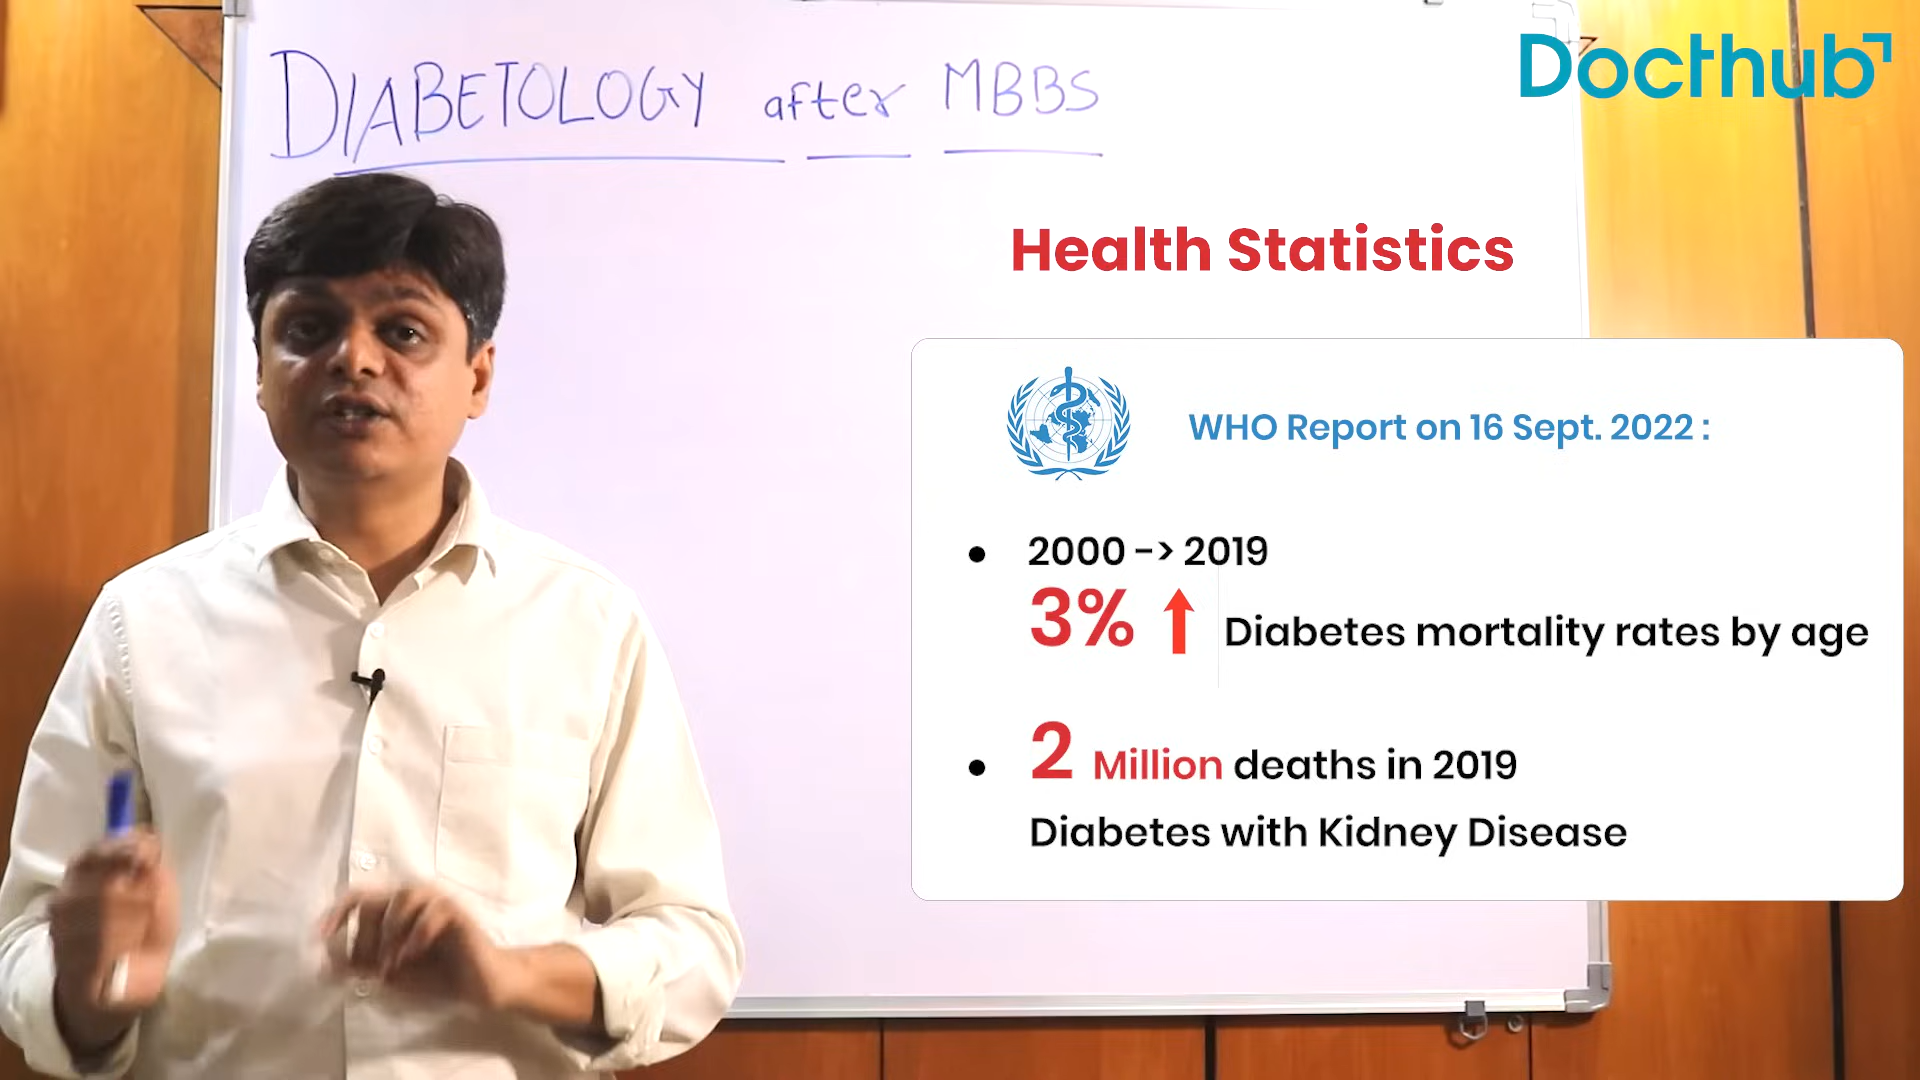 DIABETOLOGY after MBBS
Docthub
Health Statistics
WHO Report on 16 Sept. 2022 :
• 2000 -> 2019
3% ↑ Diabetes mortality rates by age
• 2 Million deaths in 2019
Diabetes with Kidney Disease